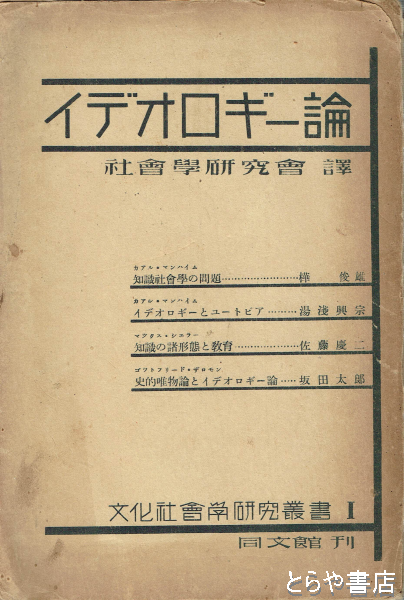 イデオロギー論
社會學研究會 譯
カアル・マンハイム
知識社會學の問題……………………樺 俊雄
カアル・マンハイム
イデオロギーとユートピア………湯淺興宗
マツクス・シエラー
知識の諸形態と敎育………………佐藤慶二
ゴツトフリード・ザロモン
史的唯物論とイデオロギー論……坂田太郎
文化社會学研究叢書 I
同文館刊
とらや書店